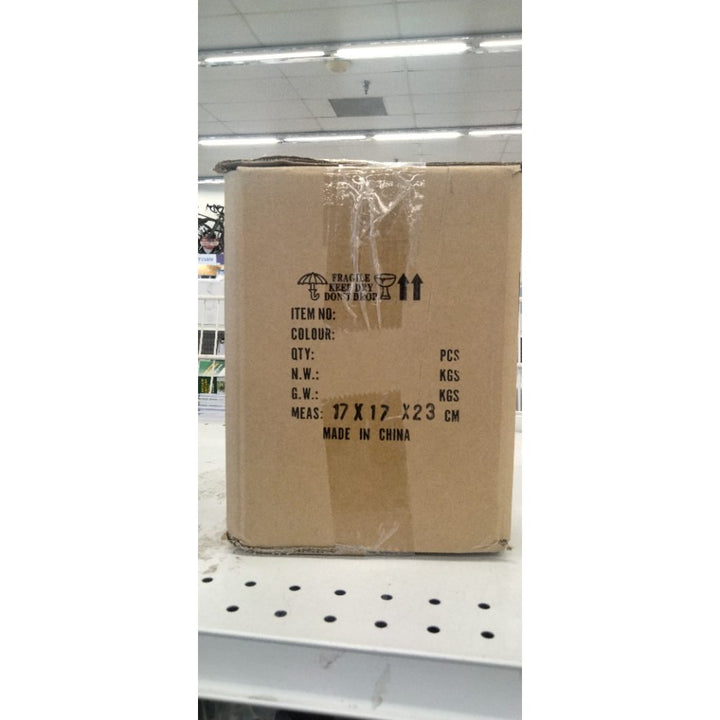 FRAGILE
KEEP DRY
DON'T DROP
ITEM NO:
COLOUR:
QTY: PCS
N.W.: KGS
G.W.: KGS
MEAS: 17 X 17 X23 CM
MADE IN CHINA